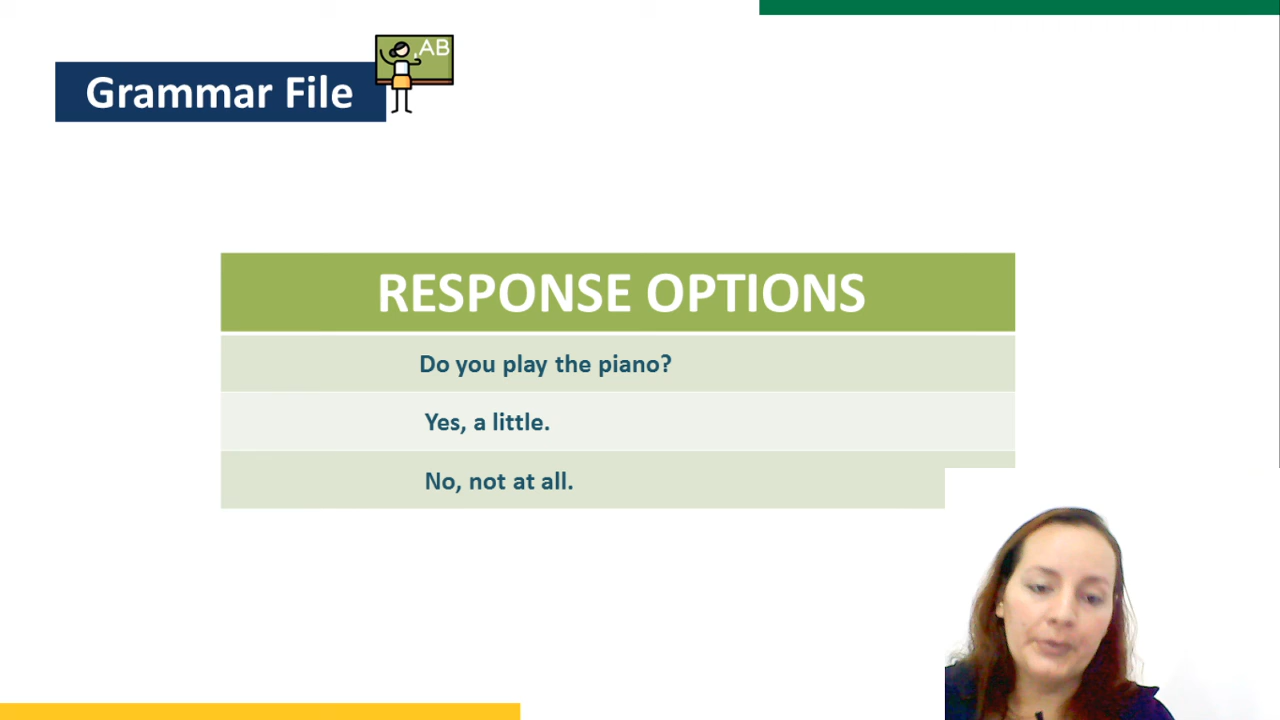 Grammar File
,AB
RESPONSE OPTIONS
Do you play the piano?
Yes, a little.
No, not at all.